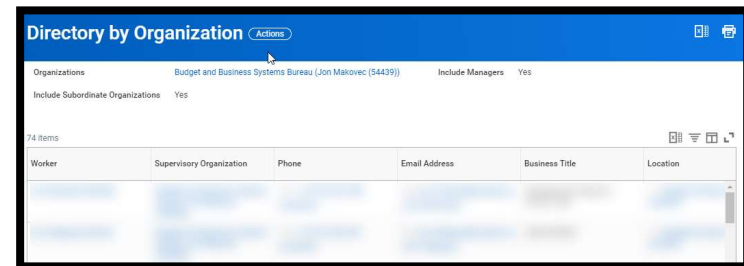 Directory by Organization Actions
Organizations Budget and Business Systems Bureau (Jon Makovec (54439)) Include Managers Yes
Include Subordinate Organizations Yes
74 items
Worker Supervisory Organization Phone Email Address Business Title Location